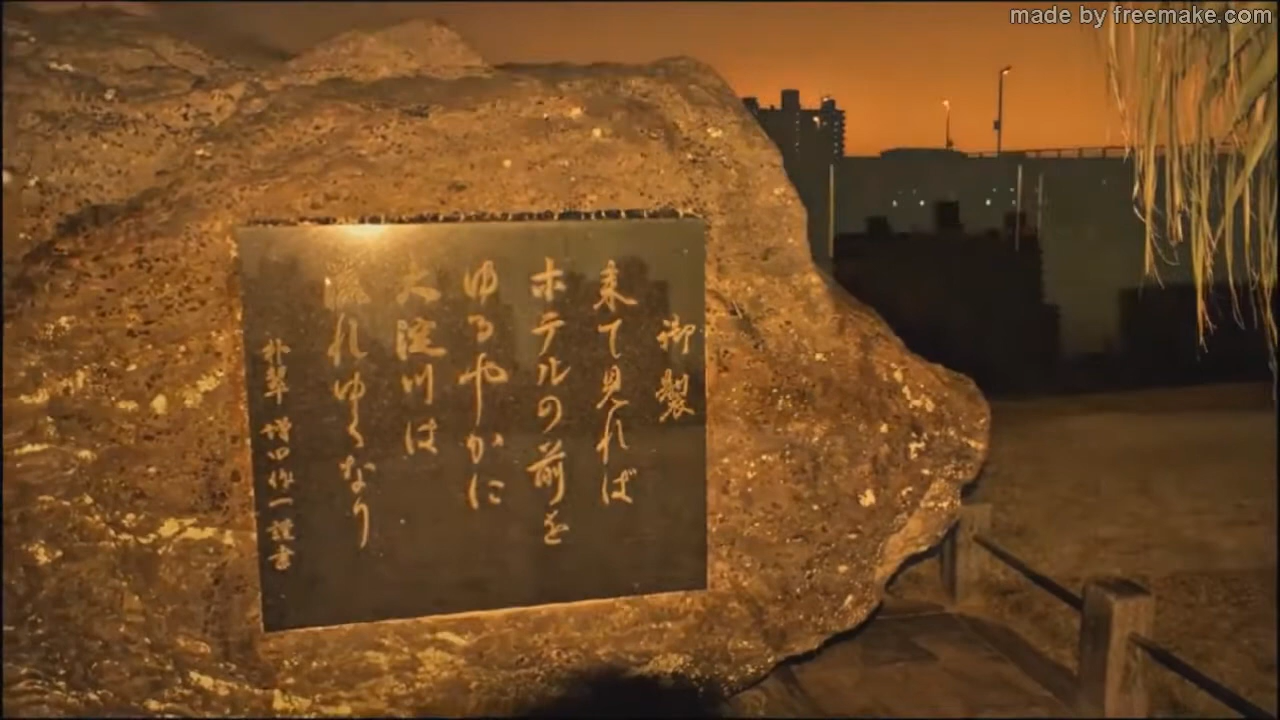 made by freemake.com
御製
来て見れば
ホテルの前を
ゆるやかに
大淀川は
流れゆくなり
増田作一謹書